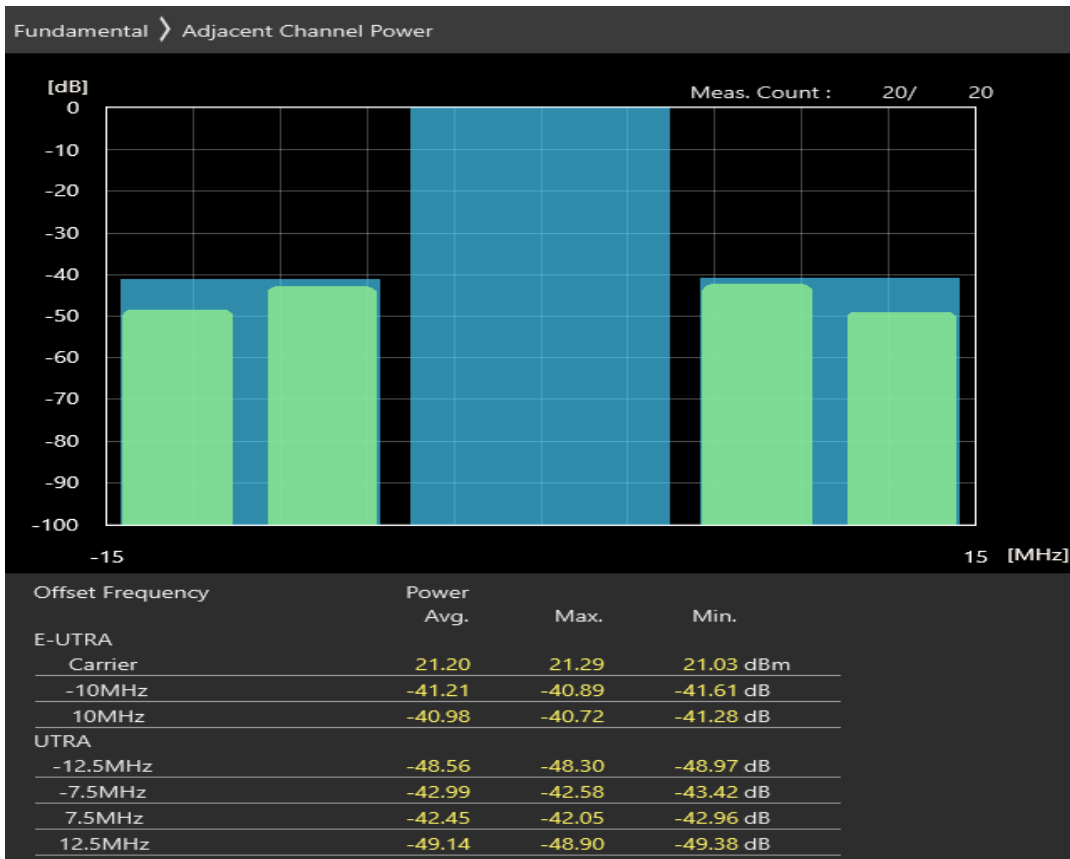 Fundamental 》 Adjacent Channel Power
[dB]
Meas. Count : 20/ 20
0
-10
-20
-30
-40
-50
-60
-70
-80
-90
-100
-15 15 [MHz]
Offset Frequency Power
Avg. Max. Min.
E-UTRA
Carrier 21.20 21.29 21.03 dBm
-10MHz -41.21 -40.89 -41.61 dB
10MHz -40.98 -40.72 -41.28 dB
UTRA
-12.5MHz -48.56 -48.30 -48.97 dB
-7.5MHz -42.99 -42.58 -43.42 dB
7.5MHz -42.45 -42.05 -42.96 dB
12.5MHz -49.14 -48.90 -49.38 dB